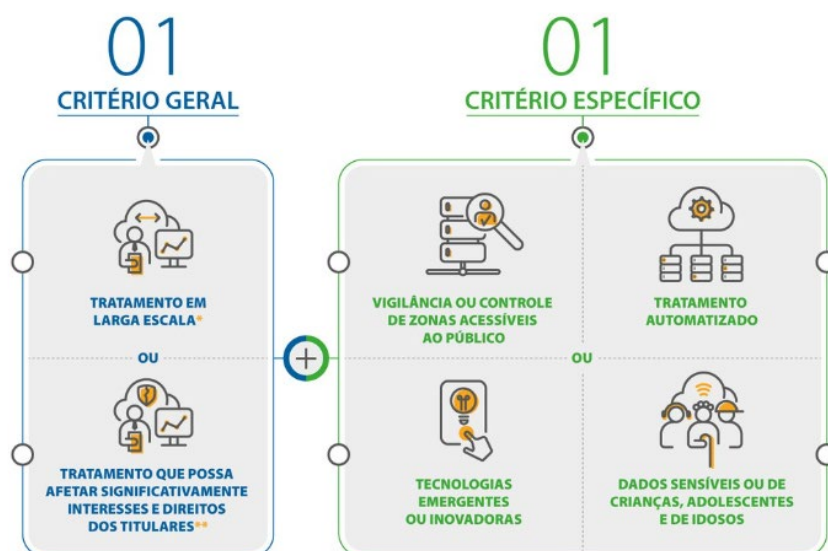 01
CRITÉRIO GERAL
TRATAMENTO EM
LARGA ESCALA*
OU
TRATAMENTO QUE POSSA
AFETAR SIGNIFICATIVAMENTE
INTERESSES E DIREITOS
DOS TITULARES**
01
CRITÉRIO ESPECÍFICO
VIGILÂNCIA OU CONTROLE
DE ZONAS ACESSÍVEIS
AO PÚBLICO
TRATAMENTO
AUTOMATIZADO
OU
TECNOLOGIAS
EMERGENTES
OU INOVADORAS
DADOS SENSÍVEIS OU DE
CRIANÇAS, ADOLESCENTES
E DE IDOSOS